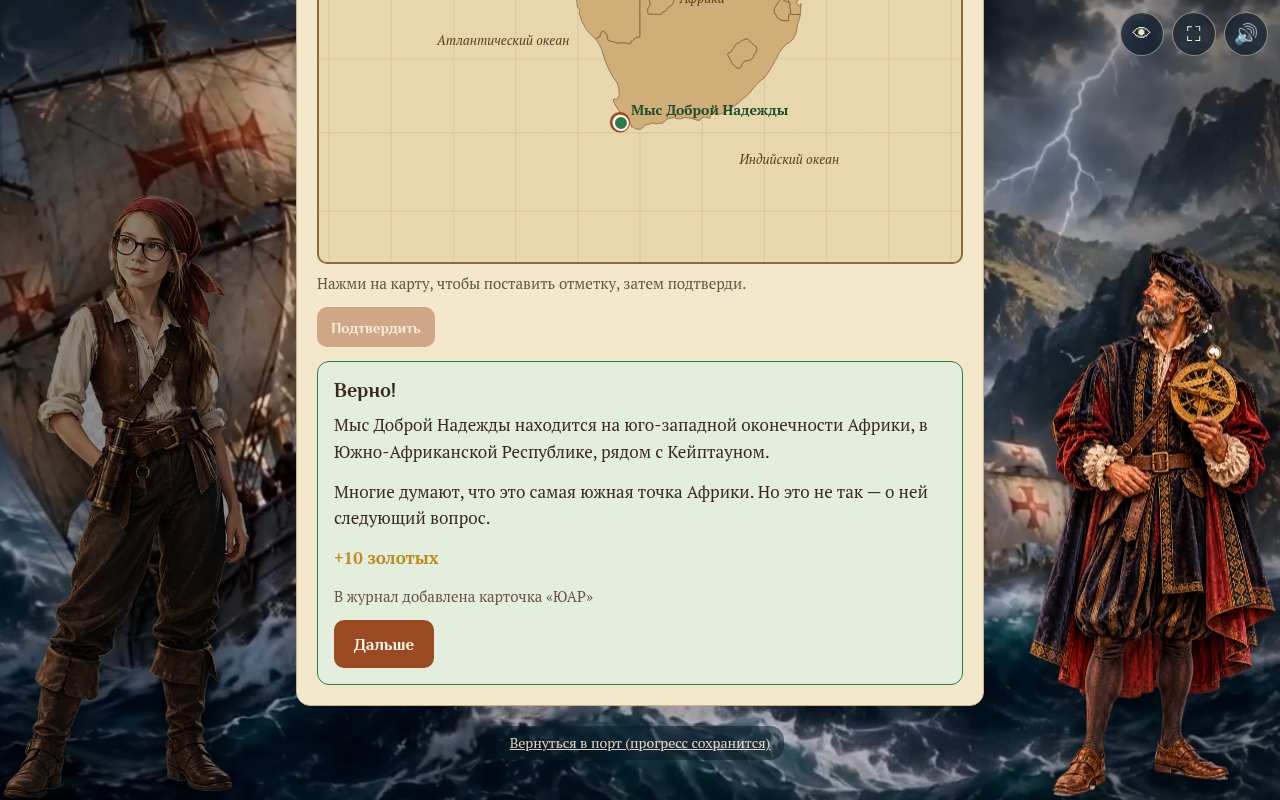 Африки
Атлантический океан
Мыс Доброй Надежды
Индийский океан
Нажми на карту, чтобы поставить отметку, затем подтверди.
Подтвердить
Верно!
Мыс Доброй Надежды находится на юго-западной оконечности Африки, в
Южно-Африканской Республике, рядом с Кейптауном.
Многие думают, что это самая южная точка Африки. Но это не так — о ней
следующий вопрос.
+10 золотых
В журнал добавлена карточка «ЮАР»
Дальше
Вернуться в порт (прогресс сохранится)